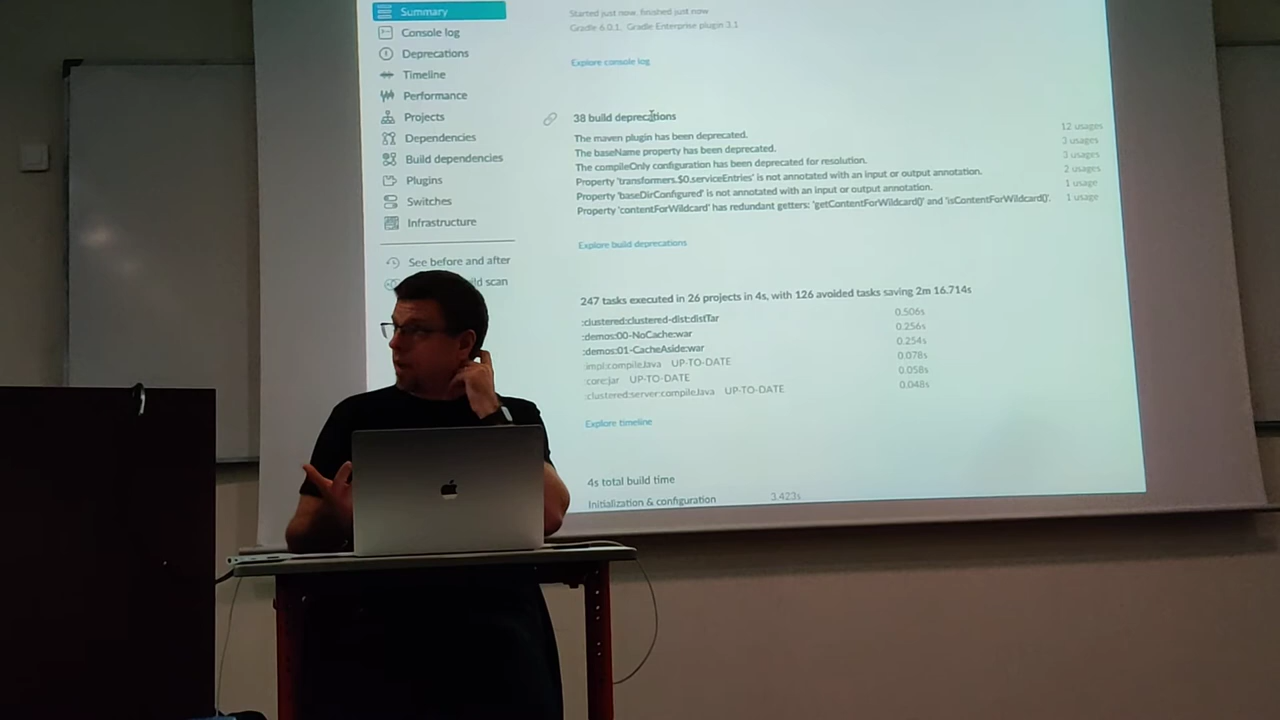 Summary
Console log
Deprecations
Timeline
Performance
Projects
Dependencies
Build dependencies
Plugins
Switches
Infrastructure
See before and after
ld scan
Started just now, finished just now
Gradle 6.0.1, Gradle Enterprise plugin 3.1
Explore console log
38 build deprecations
The maven plugin has been deprecated. 12 usages
The baseName property has been deprecated. 3 usages
The compileOnly configuration has been deprecated for resolution. 3 usages
Property 'transformers.$0.serviceEntries' is not annotated with an input or output annotation. 2 usages
Property 'baseDirConfigured' is not annotated with an input or output annotation. 1 usage
Property 'contentForWildcard' has redundant getters: 'getContentForWildcard()' and 'isContentForWildcard()'. 1 usage
Explore build deprecations
247 tasks executed in 26 projects in 4s, with 126 avoided tasks saving 2m 16.714s
:clustered:clustered-dist:distTar 0.506s
:demos:00-NoCache:war 0.256s
:demos:01-CacheAside:war 0.254s
:impl:compileJava UP-TO-DATE 0.078s
:core:jar UP-TO-DATE 0.058s
:clustered:server:compileJava UP-TO-DATE 0.048s
Explore timeline
4s total build time
Initialization & configuration 3.423s